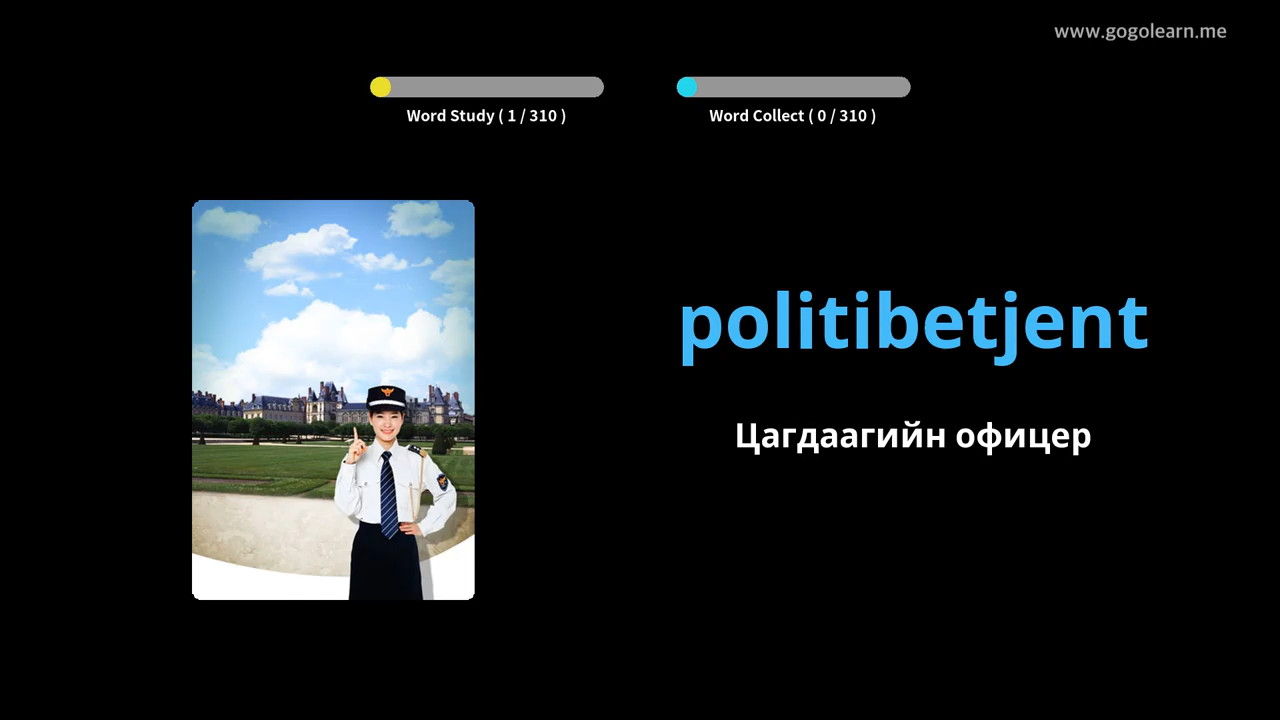 www.gogolearn.me
Word Study ( 1 / 310 )
Word Collect ( 0 / 310 )
politibetjent
Цагдаагийн офицер